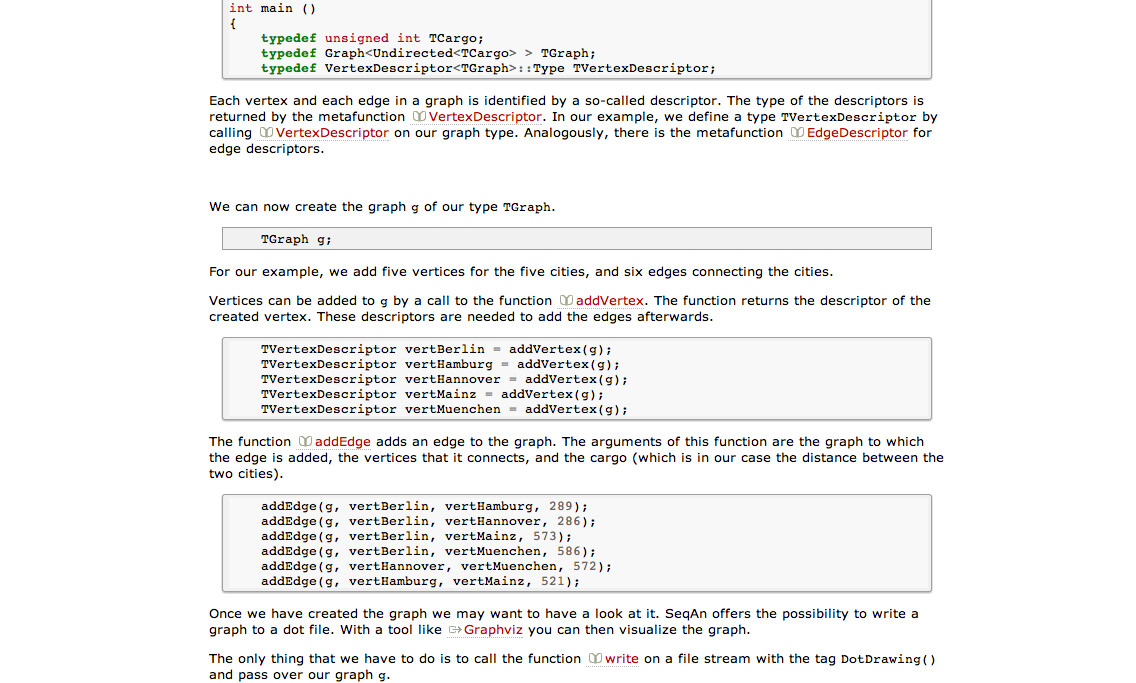 int main ()
{
typedef unsigned int TCargo;
typedef Graph<Undirected<TCargo> > TGraph;
typedef VertexDescriptor<TGraph>::Type TVertexDescriptor;
Each vertex and each edge in a graph is identified by a so-called descriptor. The type of the descriptors is
returned by the metafunction VertexDescriptor. In our example, we define a type TVertexDescriptor by
calling VertexDescriptor on our graph type. Analogously, there is the metafunction EdgeDescriptor for
edge descriptors.
We can now create the graph g of our type TGraph.
TGraph g;
For our example, we add five vertices for the five cities, and six edges connecting the cities.
Vertices can be added to g by a call to the function addVertex. The function returns the descriptor of the
created vertex. These descriptors are needed to add the edges afterwards.
TVertexDescriptor vertBerlin = addVertex(g);
TVertexDescriptor vertHamburg = addVertex(g);
TVertexDescriptor vertHannover = addVertex(g);
TVertexDescriptor vertMainz = addVertex(g);
TVertexDescriptor vertMuenchen = addVertex(g);
The function addEdge adds an edge to the graph. The arguments of this function are the graph to which
the edge is added, the vertices that it connects, and the cargo (which is in our case the distance between the
two cities).
addEdge(g, vertBerlin, vertHamburg, 289);
addEdge(g, vertBerlin, vertHannover, 286);
addEdge(g, vertBerlin, vertMainz, 573);
addEdge(g, vertBerlin, vertMuenchen, 586);
addEdge(g, vertHannover, vertMuenchen, 572);
addEdge(g, vertHamburg, vertMainz, 521);
Once we have created the graph we may want to have a look at it. SeqAn offers the possibility to write a
graph to a dot file. With a tool like Graphviz you can then visualize the graph.
The only thing that we have to do is to call the function write on a file stream with the tag DotDrawing()
and pass over our graph g.